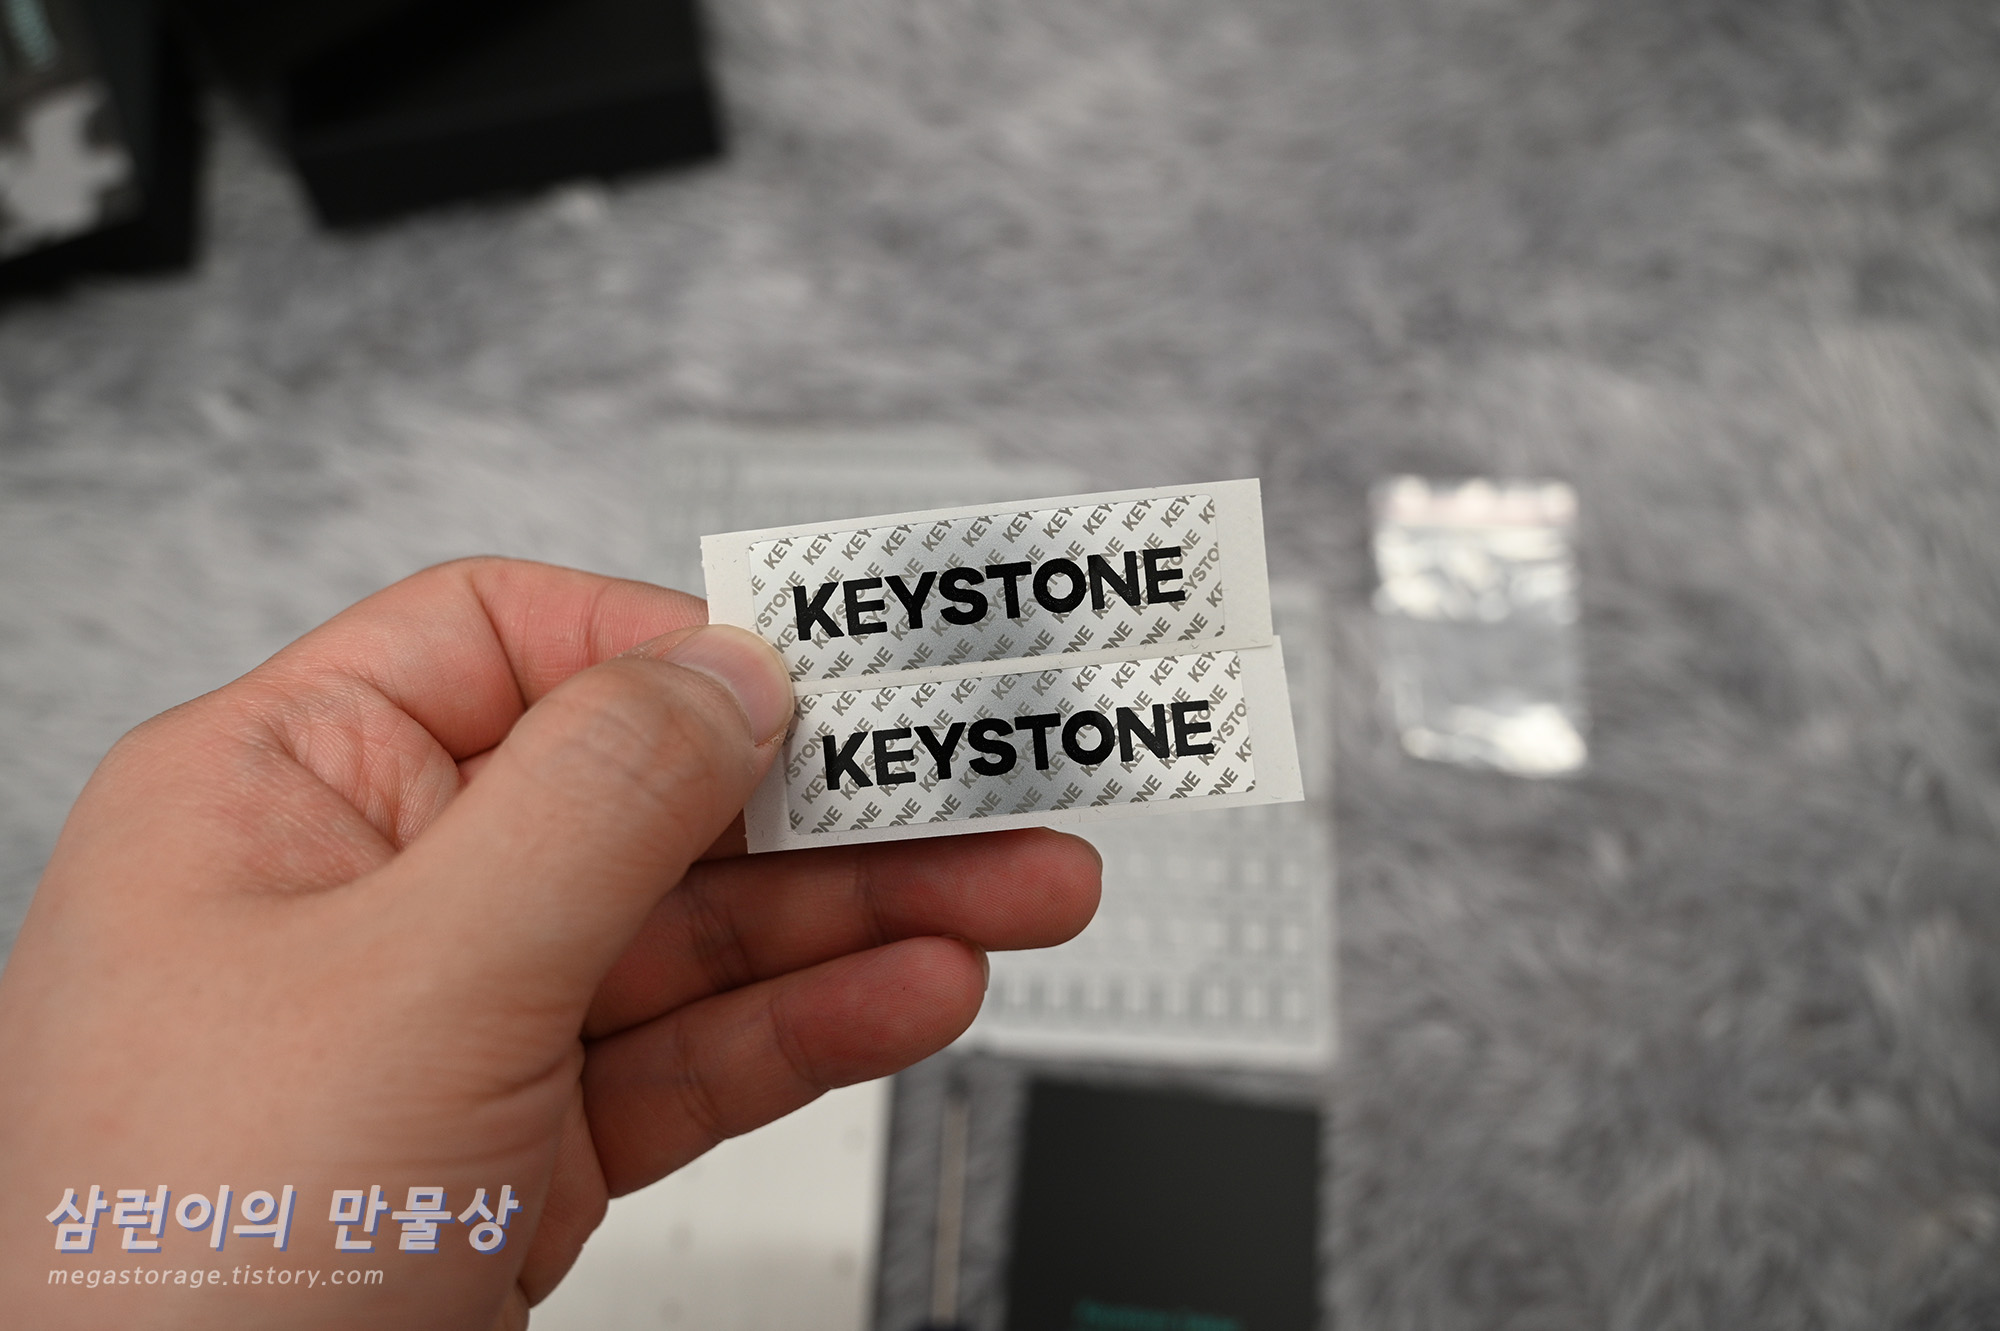 KEYSTONE
KEYSTONE
삼련이의 만물상
megastorage.tistory.com